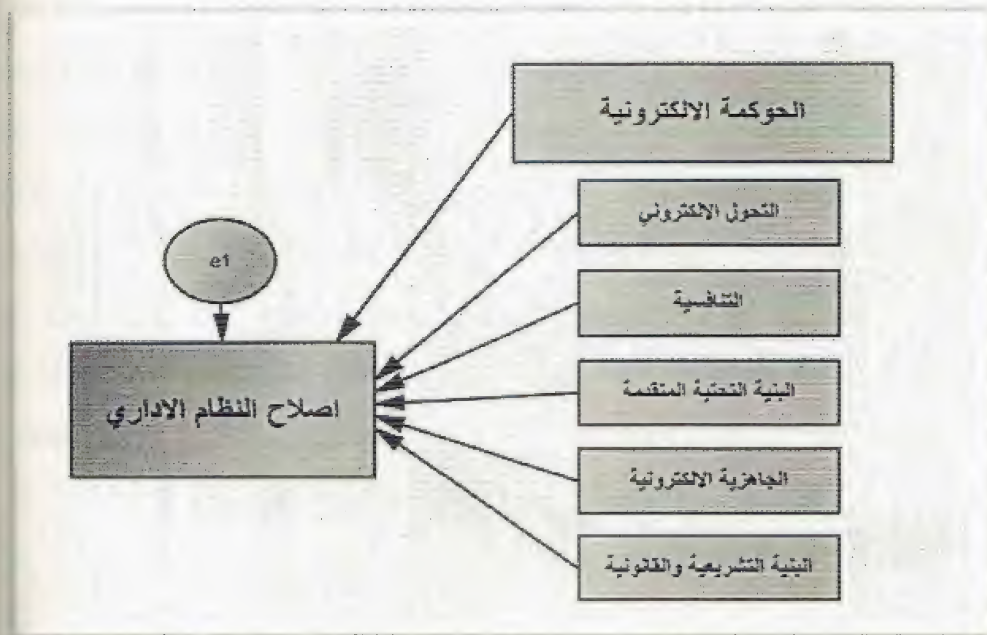 الحوكمة الالكترونية
التحول الالكتروني
e1
التنافسية
البنية التحتية المتقدمة
اصلاح النظام الاداري
الجاهزية الالكترونية
البنية التشريعية والقانونية